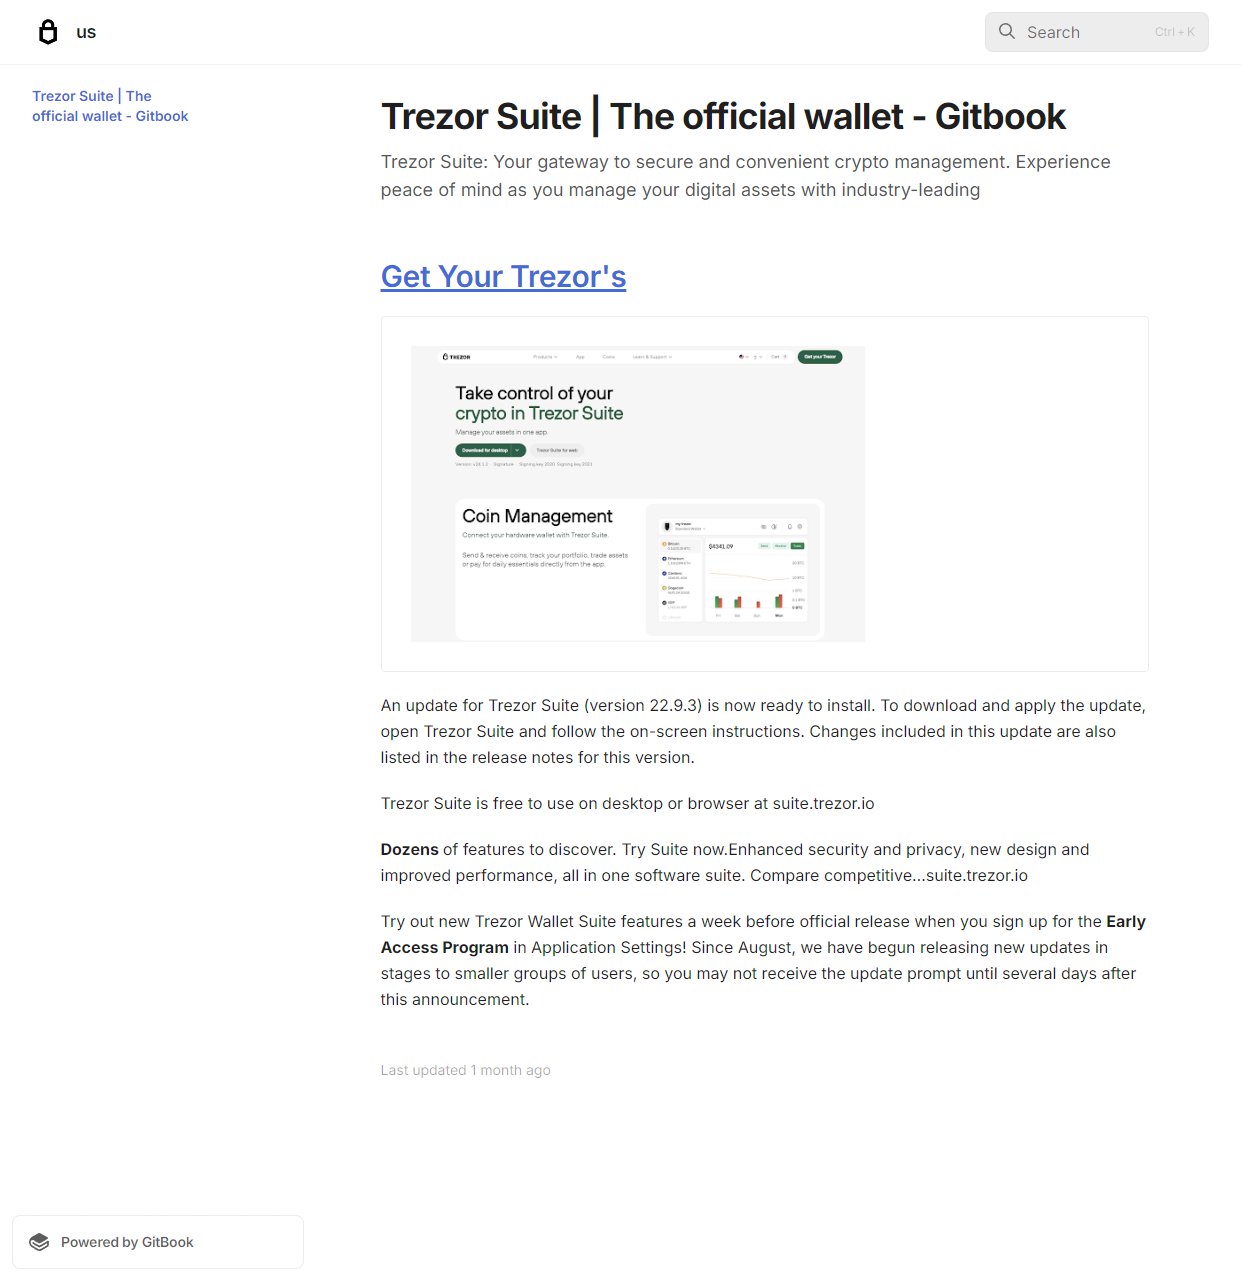 us
Search
Ctrl + K
Trezor Suite | The
official wallet - Gitbook
Trezor Suite | The official wallet - Gitbook
Trezor Suite: Your gateway to secure and convenient crypto management. Experience
peace of mind as you manage your digital assets with industry-leading
Get Your Trezor's
TREZOR
Products
App
Coins
Learn & Support
Get your Trezor
Take control of your
crypto in Trezor Suite
Manage your assets in one app.
Download for desktop
Trezor Suite for web
Coin Management
Connect your hardware wallet with Trezor Suite.
Send & receive coins, track your portfolio, trade assets
or pay for daily essentials directly from the app.
$4341.09
An update for Trezor Suite (version 22.9.3) is now ready to install. To download and apply the update,
open Trezor Suite and follow the on-screen instructions. Changes included in this update are also
listed in the release notes for this version.
Trezor Suite is free to use on desktop or browser at suite.trezor.io
Dozens of features to discover. Try Suite now.Enhanced security and privacy, new design and
improved performance, all in one software suite. Compare competitive…suite.trezor.io
Try out new Trezor Wallet Suite features a week before official release when you sign up for the Early
Access Program in Application Settings! Since August, we have begun releasing new updates in
stages to smaller groups of users, so you may not receive the update prompt until several days after
this announcement.
Last updated 1 month ago
Powered by GitBook